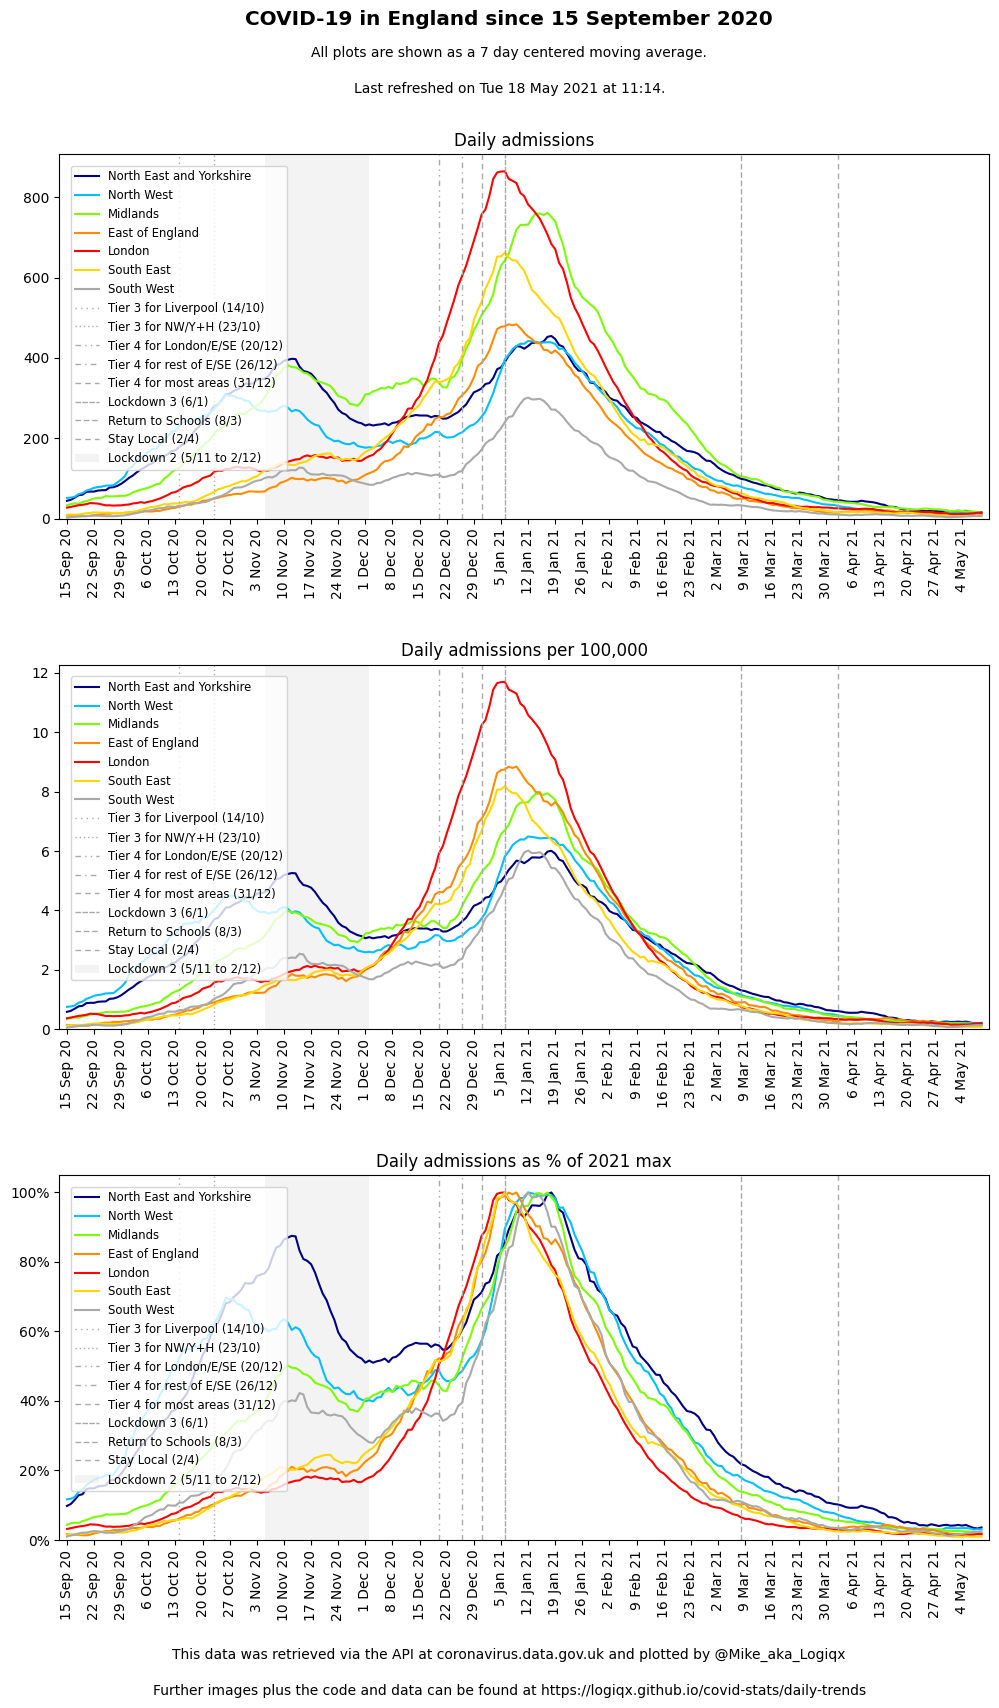 COVID-19 in England since 15 September 2020
All plots are shown as a 7 day centered moving average.
Last refreshed on Tue 18 May 2021 at 11:14.
Daily admissions
800
600
400
200
0
North East and Yorkshire
North West
Midlands
East of England
London
South East
South West
Tier 3 for Liverpool (14/10)
Tier 3 for NW/Y+H (23/10)
Tier 4 for London/E/SE (20/12)
Tier 4 for rest of E/SE (26/12)
Tier 4 for most areas (31/12)
Lockdown 3 (6/1)
Return to Schools (8/3)
Stay Local (2/4)
Lockdown 2 (5/11 to 2/12)
15 Sep 20
22 Sep 20
29 Sep 20
6 Oct 20
13 Oct 20
20 Oct 20
27 Oct 20
3 Nov 20
10 Nov 20
17 Nov 20
24 Nov 20
1 Dec 20
8 Dec 20
15 Dec 20
22 Dec 20
29 Dec 20
5 Jan 21
12 Jan 21
19 Jan 21
26 Jan 21
2 Feb 21
9 Feb 21
16 Feb 21
23 Feb 21
2 Mar 21
9 Mar 21
16 Mar 21
23 Mar 21
30 Mar 21
6 Apr 21
13 Apr 21
20 Apr 21
27 Apr 21
4 May 21
Daily admissions per 100,000
12
10
8
6
4
2
0
North East and Yorkshire
North West
Midlands
East of England
London
South East
South West
Tier 3 for Liverpool (14/10)
Tier 3 for NW/Y+H (23/10)
Tier 4 for London/E/SE (20/12)
Tier 4 for rest of E/SE (26/12)
Tier 4 for most areas (31/12)
Lockdown 3 (6/1)
Return to Schools (8/3)
Stay Local (2/4)
Lockdown 2 (5/11 to 2/12)
15 Sep 20
22 Sep 20
29 Sep 20
6 Oct 20
13 Oct 20
20 Oct 20
27 Oct 20
3 Nov 20
10 Nov 20
17 Nov 20
24 Nov 20
1 Dec 20
8 Dec 20
15 Dec 20
22 Dec 20
29 Dec 20
5 Jan 21
12 Jan 21
19 Jan 21
26 Jan 21
2 Feb 21
9 Feb 21
16 Feb 21
23 Feb 21
2 Mar 21
9 Mar 21
16 Mar 21
23 Mar 21
30 Mar 21
6 Apr 21
13 Apr 21
20 Apr 21
27 Apr 21
4 May 21
Daily admissions as % of 2021 max
100%
80%
60%
40%
20%
0%
North East and Yorkshire
North West
Midlands
East of England
London
South East
South West
Tier 3 for Liverpool (14/10)
Tier 3 for NW/Y+H (23/10)
Tier 4 for London/E/SE (20/12)
Tier 4 for rest of E/SE (26/12)
Tier 4 for most areas (31/12)
Lockdown 3 (6/1)
Return to Schools (8/3)
Stay Local (2/4)
Lockdown 2 (5/11 to 2/12)
15 Sep 20
22 Sep 20
29 Sep 20
6 Oct 20
13 Oct 20
20 Oct 20
27 Oct 20
3 Nov 20
10 Nov 20
17 Nov 20
24 Nov 20
1 Dec 20
8 Dec 20
15 Dec 20
22 Dec 20
29 Dec 20
5 Jan 21
12 Jan 21
19 Jan 21
26 Jan 21
2 Feb 21
9 Feb 21
16 Feb 21
23 Feb 21
2 Mar 21
9 Mar 21
16 Mar 21
23 Mar 21
30 Mar 21
6 Apr 21
13 Apr 21
20 Apr 21
27 Apr 21
4 May 21
This data was retrieved via the API at coronavirus.data.gov.uk and plotted by @Mike_aka_Logiqx
Further images plus the code and data can be found at https://logiqx.github.io/covid-stats/daily-trends